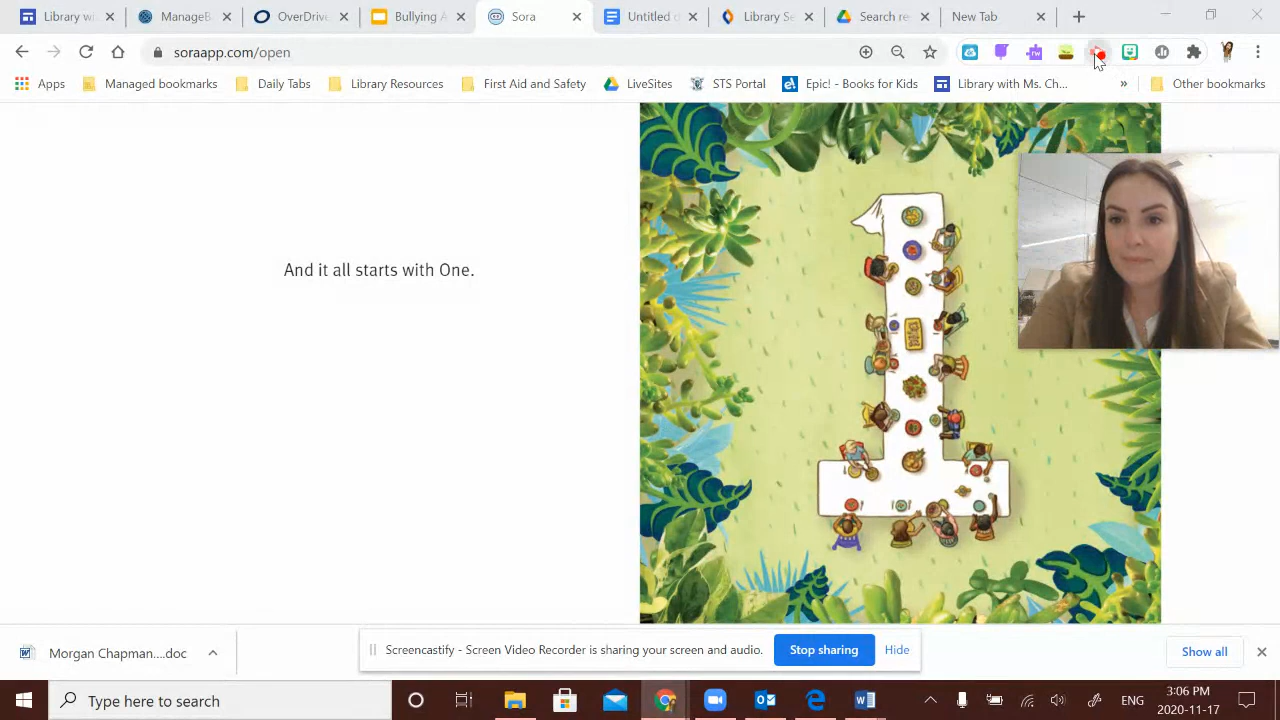 Library wi
ManageB
OverDrive
Bullying A
Sora
Untitled d
Library Se
Search re
New Tab
soraapp.com/open
Apps
Managed bookmarks
Daily Tabs
Library Resources
First Aid and Safety
LiveSites
STS Portal
Epic! - Books for Kids
Library with Ms. Ch...
»
Other bookmarks
And it all starts with One.
Morgan Chapman....doc
Screencastify - Screen Video Recorder is sharing your screen and audio.
Stop sharing
Hide
Show all
Type here to search
ENG
3:06 PM
2020-11-17